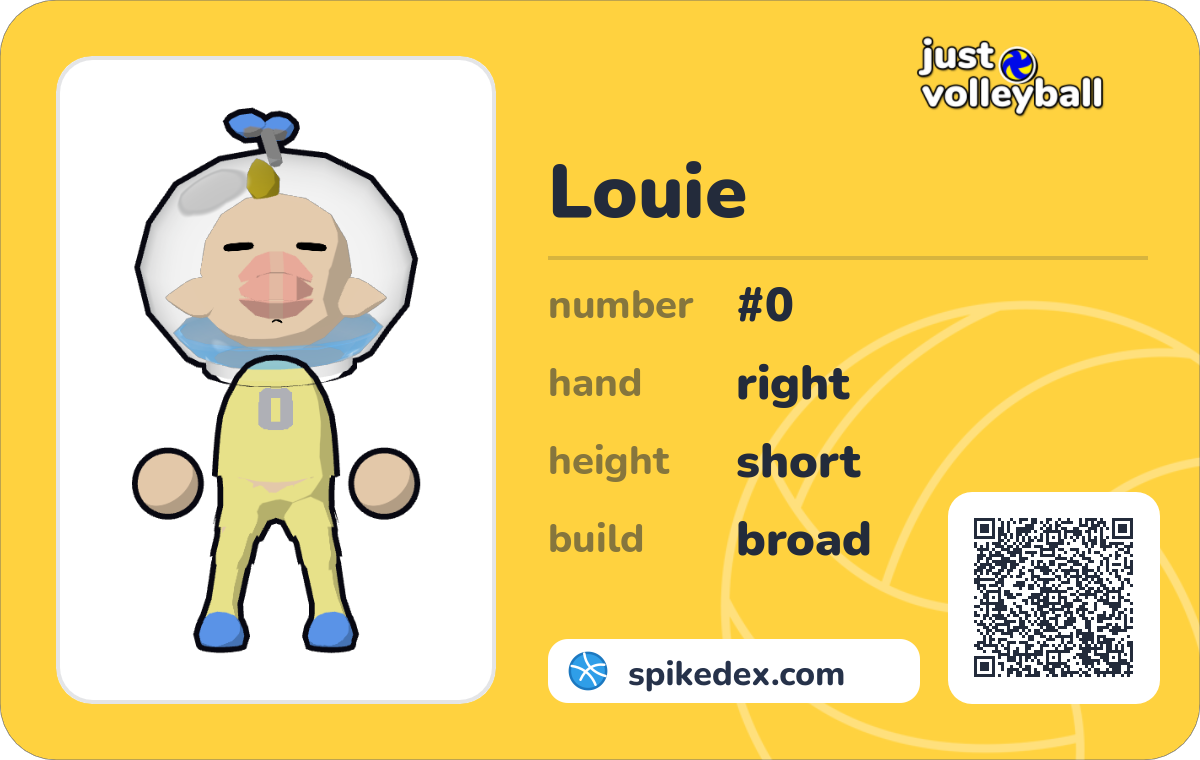 just
volleyball
Louie
number #0
hand right
height short
build broad
0
spikedex.com